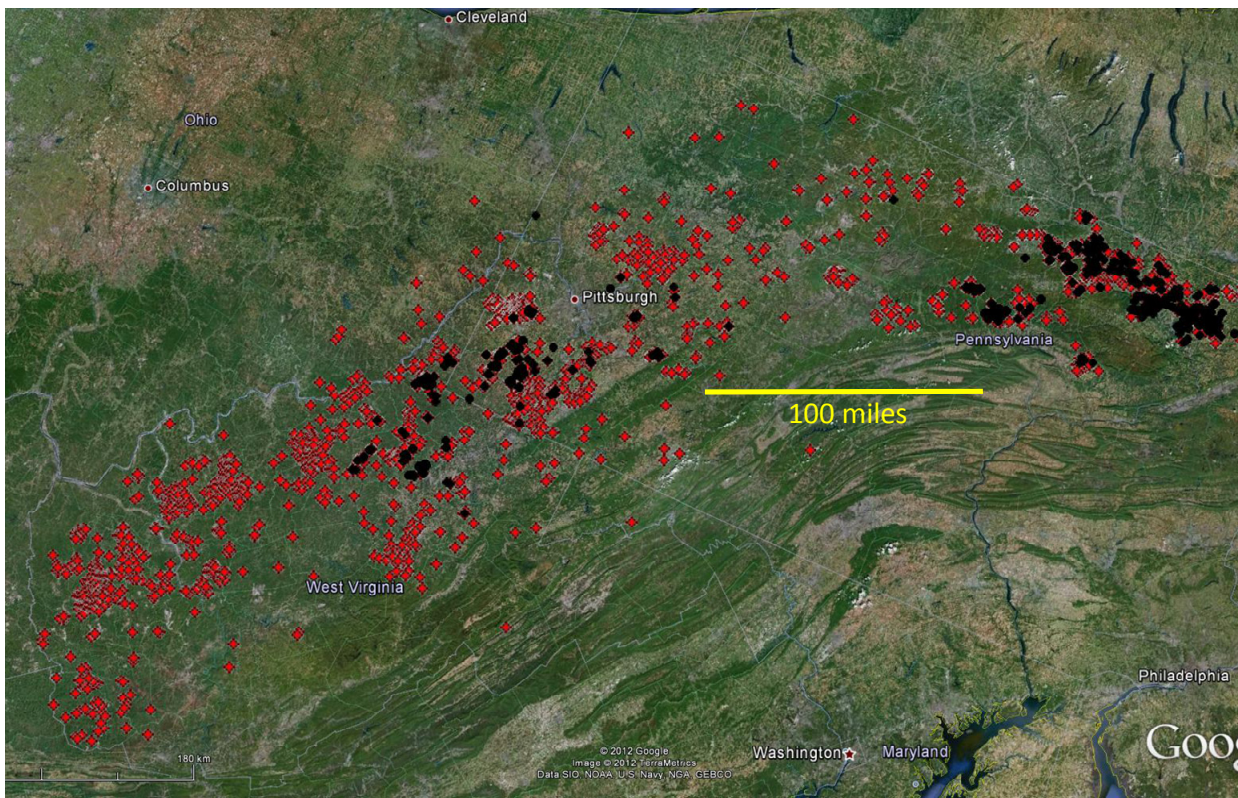 Cleveland
Ohio
Columbus
Pittsburgh
Pennsylvania
100 miles
West Virginia
Philadelphia
Washington
Maryland
Goog
180 km
© 2012 Google
Image © 2012 TerraMetrics
Data SIO, NOAA, U.S. Navy, NGA, GEBCO